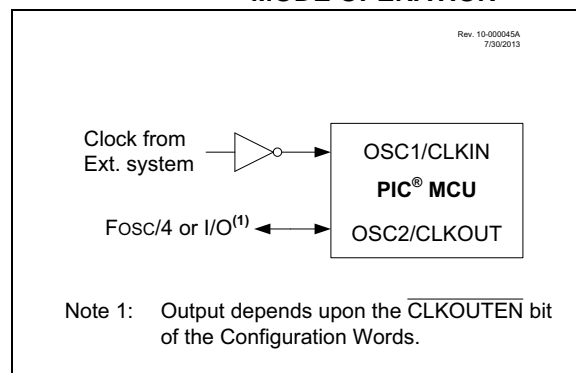 MODE OPERATION
Rev. 10-000045A
7/30/2013
Clock from
Ext. system
OSC1/CLKIN
PIC® MCU
FOSC/4 or I/O(1)
OSC2/CLKOUT
Note 1: Output depends upon the CLKOUTEN bit
of the Configuration Words.